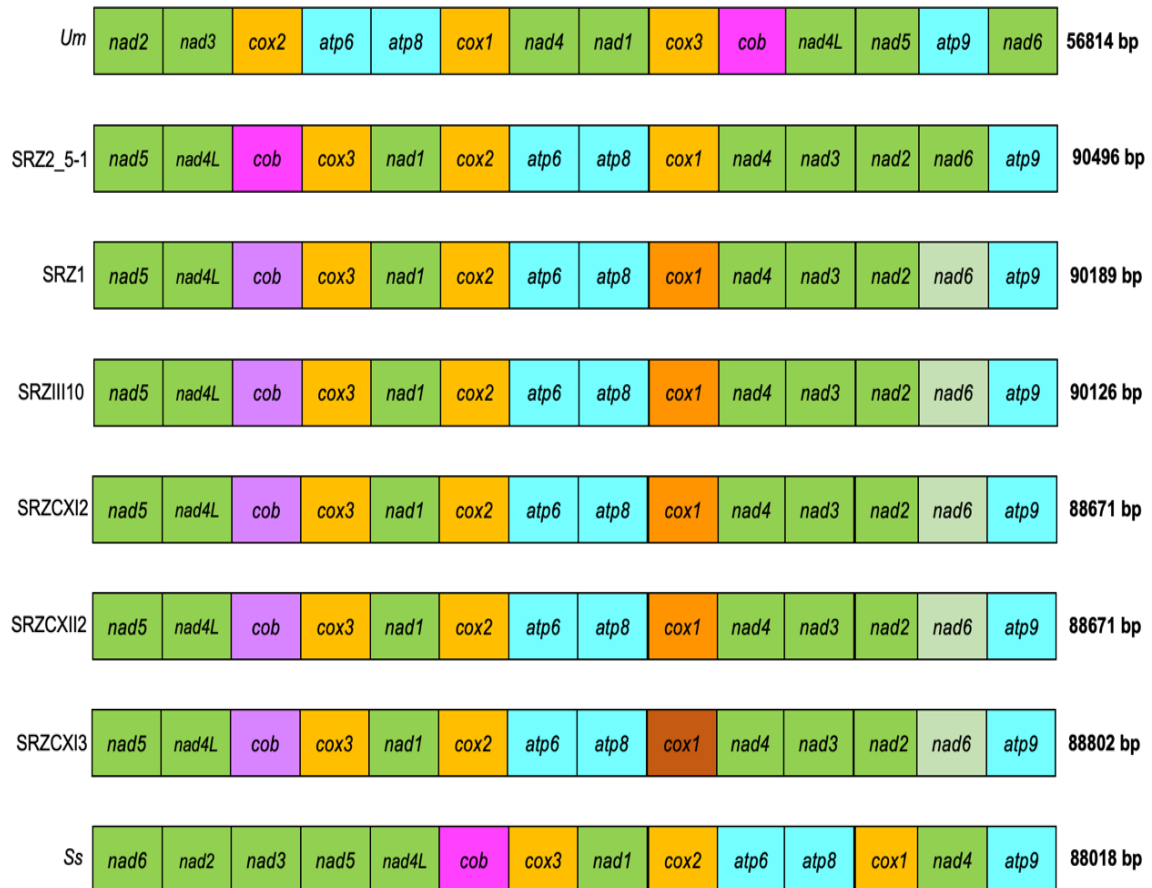 Um nad2 nad3 cox2 atp6 atp8 cox1 nad4 nad1 cox3 cob nad4L nad5 atp9 nad6 56814 bp
SRZ2_5-1 nad5 nad4L cob cox3 nad1 cox2 atp6 atp8 cox1 nad4 nad3 nad2 nad6 atp9 90496 bp
SRZ1 nad5 nad4L cob cox3 nad1 cox2 atp6 atp8 cox1 nad4 nad3 nad2 nad6 atp9 90189 bp
SRZIII10 nad5 nad4L cob cox3 nad1 cox2 atp6 atp8 cox1 nad4 nad3 nad2 nad6 atp9 90126 bp
SRZCXI2 nad5 nad4L cob cox3 nad1 cox2 atp6 atp8 cox1 nad4 nad3 nad2 nad6 atp9 88671 bp
SRZCXII2 nad5 nad4L cob cox3 nad1 cox2 atp6 atp8 cox1 nad4 nad3 nad2 nad6 atp9 88671 bp
SRZCXI3 nad5 nad4L cob cox3 nad1 cox2 atp6 atp8 cox1 nad4 nad3 nad2 nad6 atp9 88802 bp
Ss nad6 nad2 nad3 nad5 nad4L cob cox3 nad1 cox2 atp6 atp8 cox1 nad4 atp9 88018 bp